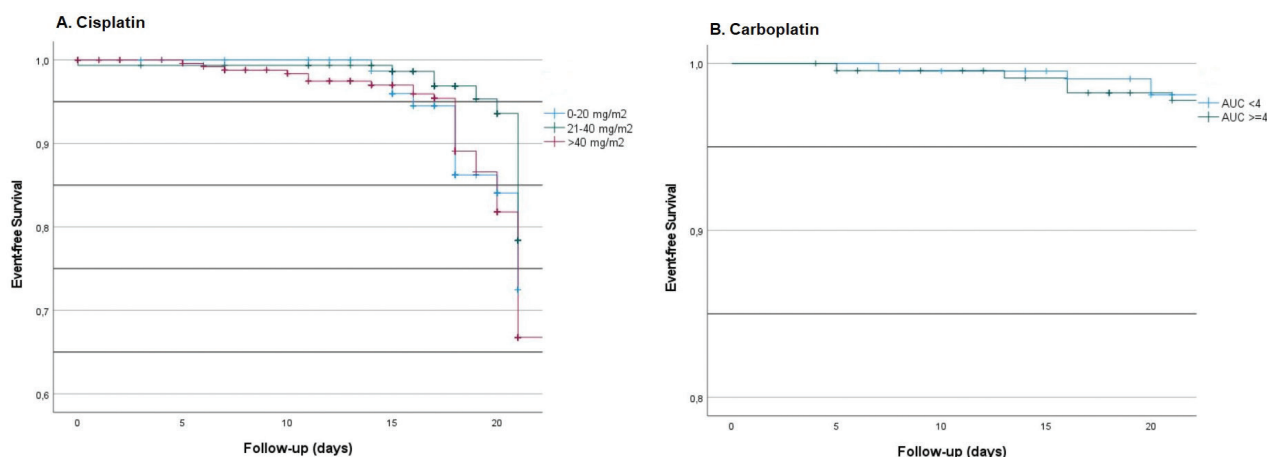 A. Cisplatin
1,0
0,9
0,8
0,7
0,6
Event-free Survival
0
5
10
15
20
Follow-up (days)
0-20 mg/m2
21-40 mg/m2
>40 mg/m2
B. Carboplatin
1,0
0,9
0,8
Event-free Survival
0
5
10
15
20
Follow-up (days)
AUC <4
AUC >=4